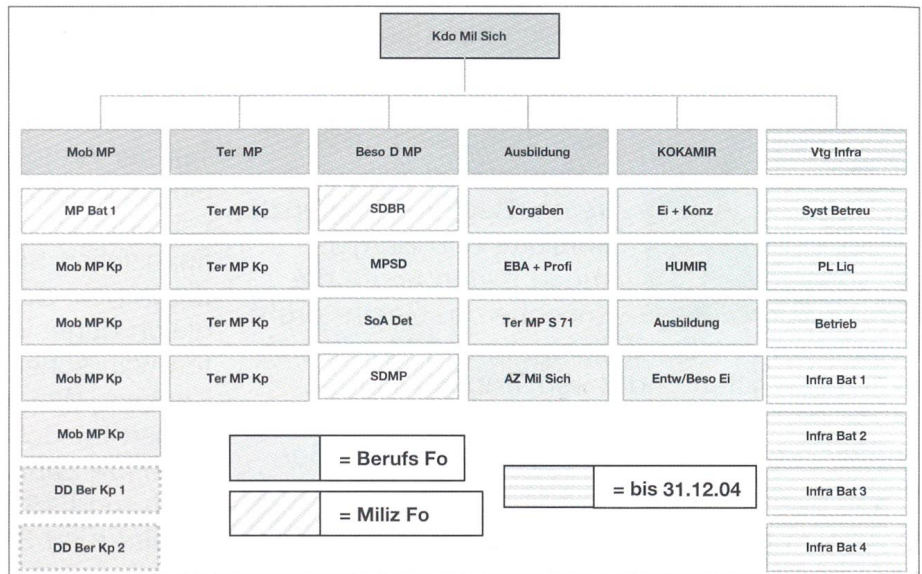 Kdo Mil Sich
Mob MP
Ter MP
Beso D MP
Ausbildung
KOKAMIR
Vtg Infra
MP Bat 1
Ter MP Kp
SDBR
Vorgaben
Ei + Konz
Syst Betreu
Mob MP Kp
Ter MP Kp
MPSD
EBA + Profi
HUMIR
PL Liq
Mob MP Kp
Ter MP Kp
SoA Det
Ter MP S 71
Ausbildung
Betrieb
Mob MP Kp
Ter MP Kp
SDMP
AZ Mil Sich
Entw/Beso Ei
Infra Bat 1
Mob MP Kp
Infra Bat 2
DD Ber Kp 1
Infra Bat 3
DD Ber Kp 2
Infra Bat 4
= Berufs Fo
= Miliz Fo
= bis 31.12.04